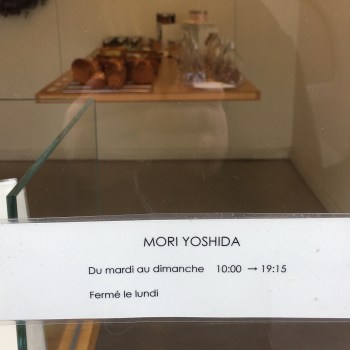 MORI YOSHIDA
Du mardi au dimanche 10:00 → 19:15
Fermé le lundi